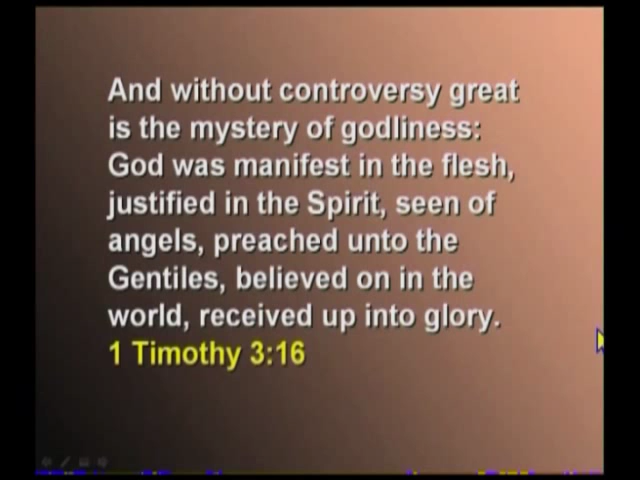 And without controversy great
is the mystery of godliness:
God was manifest in the flesh,
justified in the Spirit, seen of
angels, preached unto the
Gentiles, believed on in the
world, received up into glory.
1 Timothy 3:16